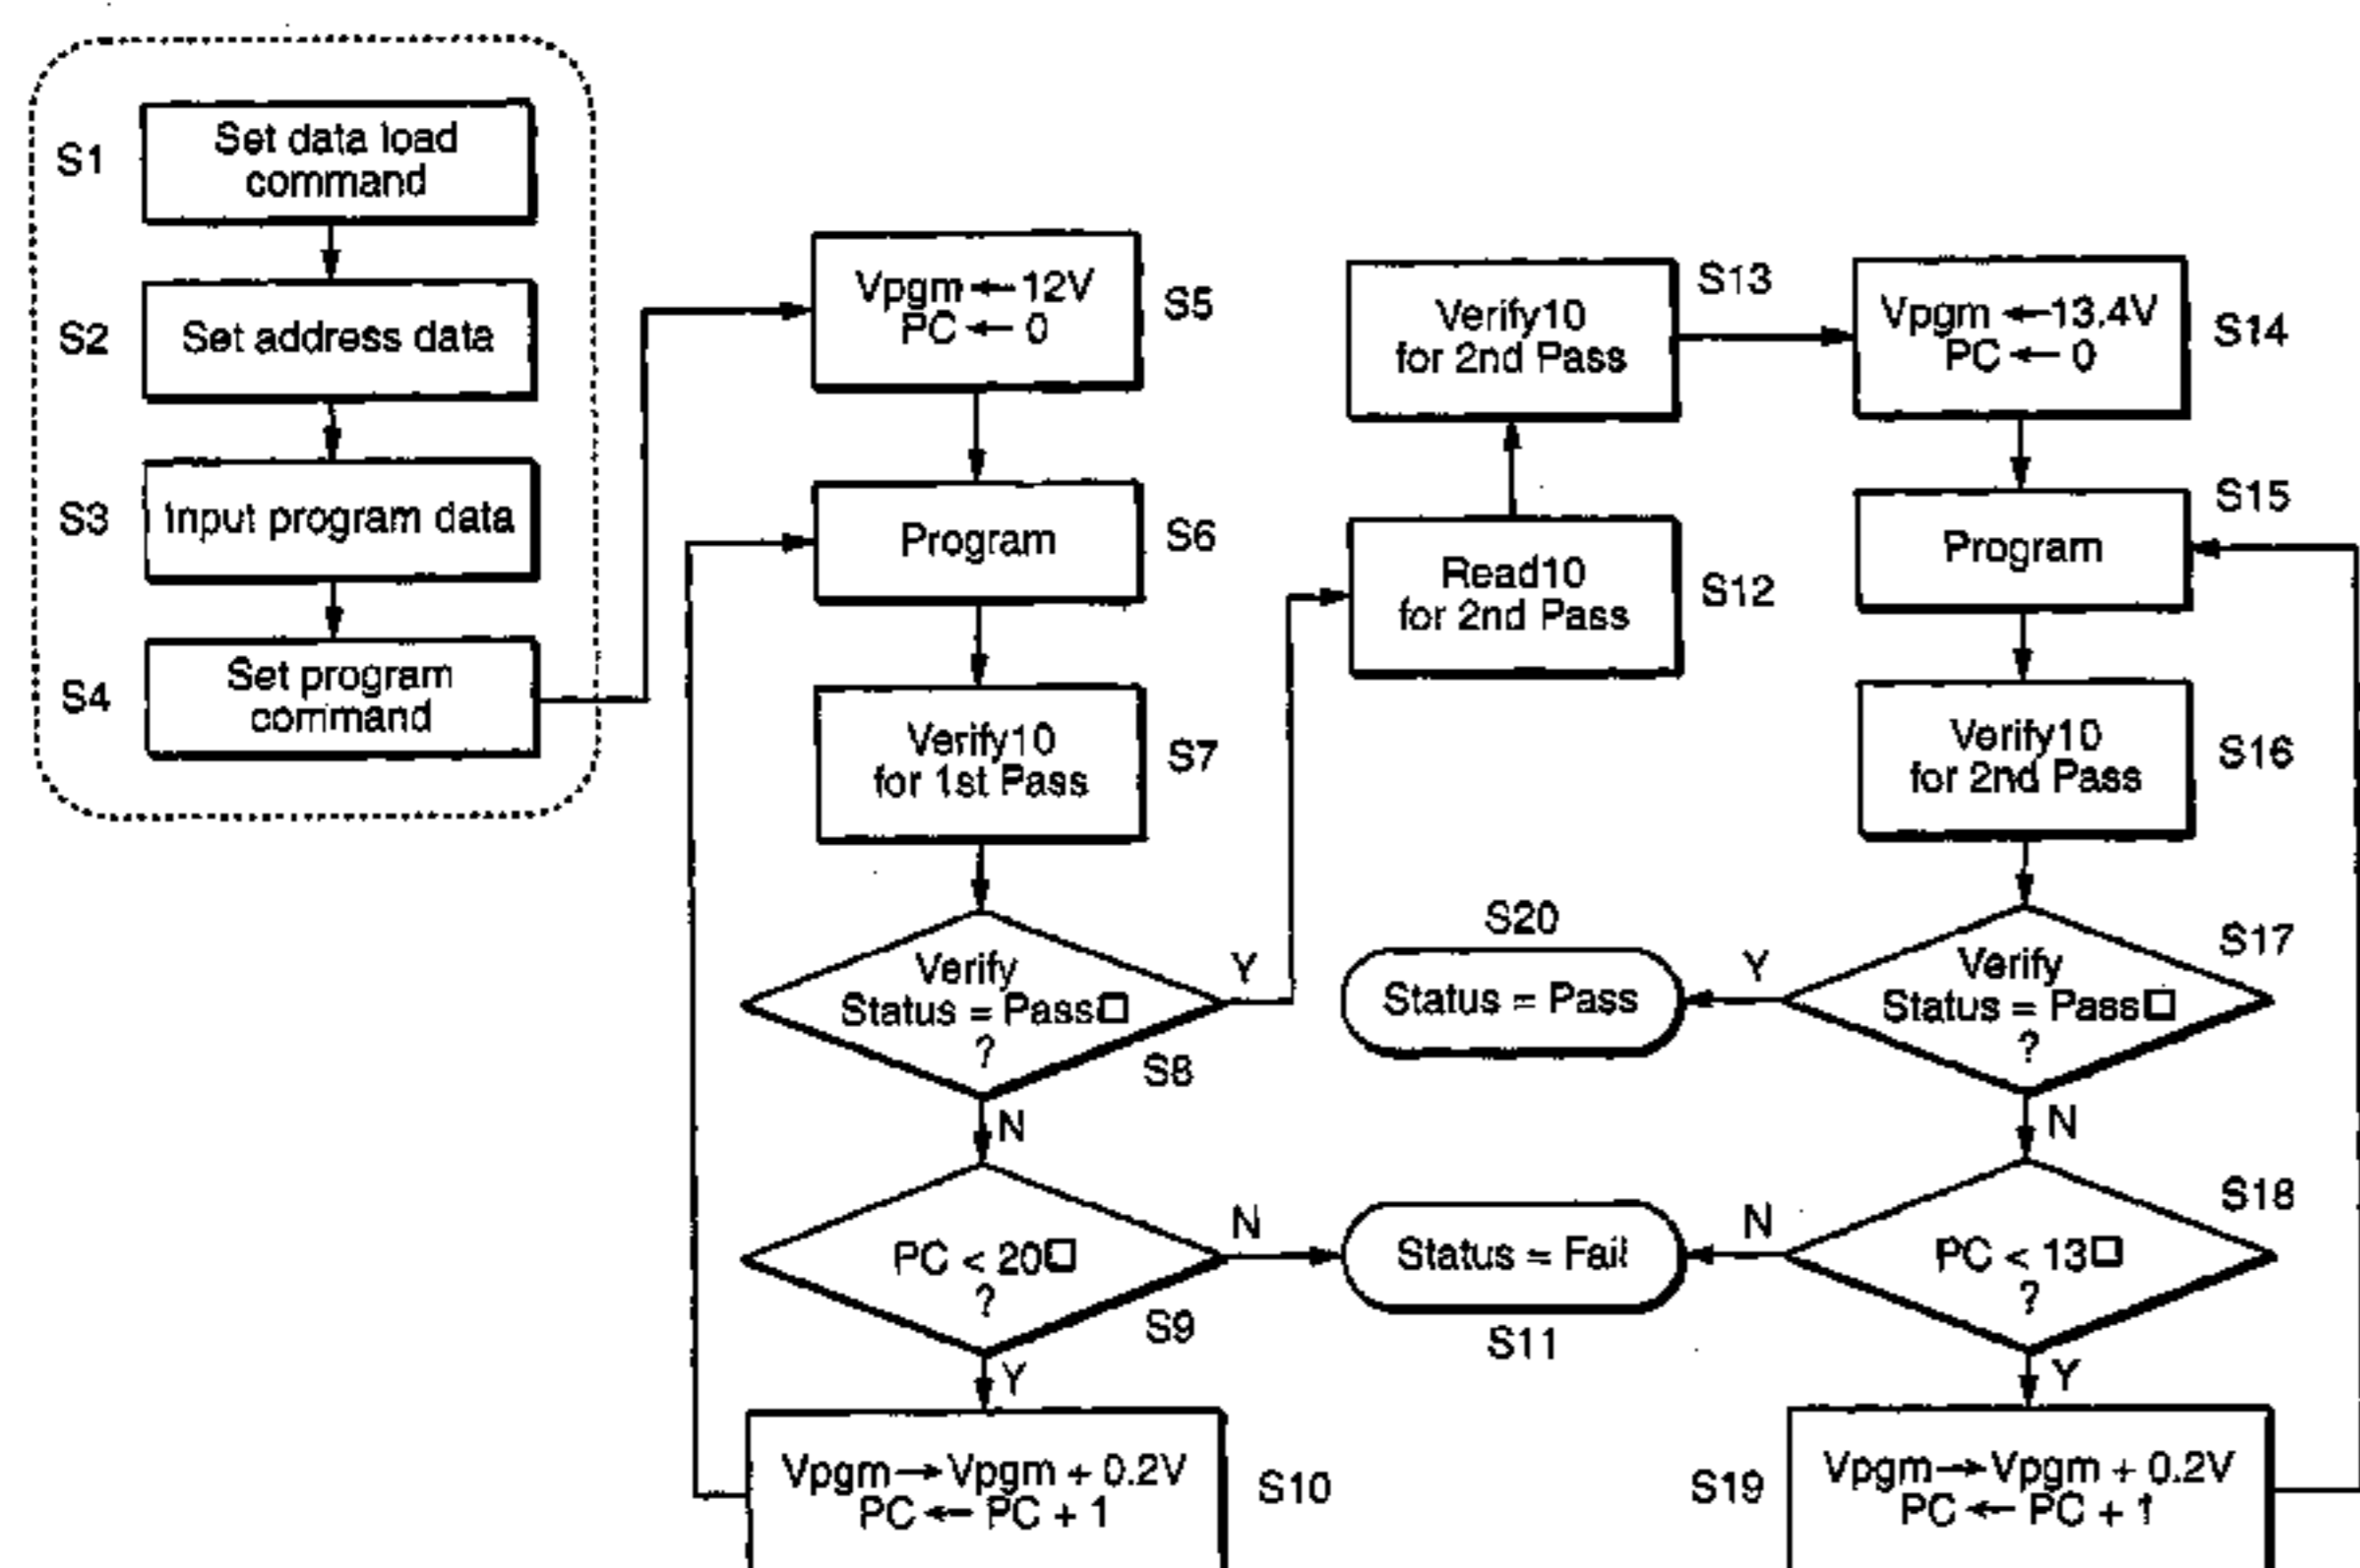 S1
Set data load
command
S2
Set address data
S3
Input program data
S4
Set program
command
Vpgm ← 12V
PC ← 0
S5
Program
S6
Verify10
for 1st Pass
S7
Verify
Status = Pass□
?
S8
Y
N
PC < 20□
?
S9
N
Y
Vpgm → Vpgm + 0.2V
PC ← PC + 1
S10
Status = Fail
S11
Read10
for 2nd Pass
S12
Verify10
for 2nd Pass
S13
Vpgm ← 13.4V
PC ← 0
S14
Program
S15
Verify10
for 2nd Pass
S16
Verify
Status = Pass□
?
S17
Y
N
S20
Status = Pass
PC < 13□
?
S18
N
Y
Vpgm → Vpgm + 0.2V
PC ← PC + 1
S19